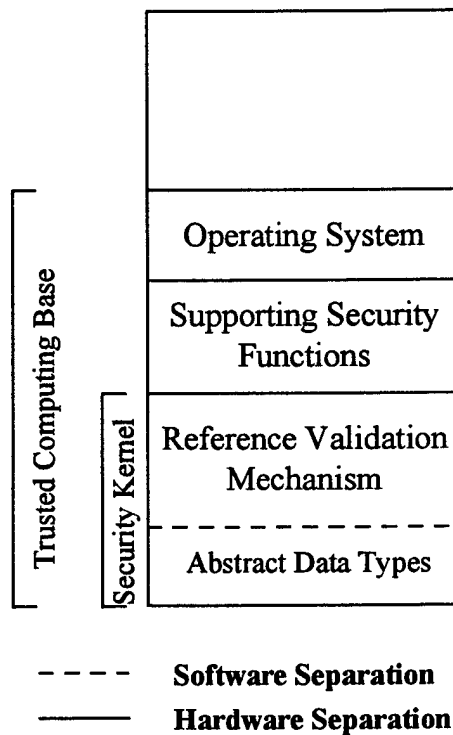 Operating System
Supporting Security
Functions
Reference Validation
Mechanism
Abstract Data Types
Trusted Computing Base
Security Kernel
Software Separation
Hardware Separation